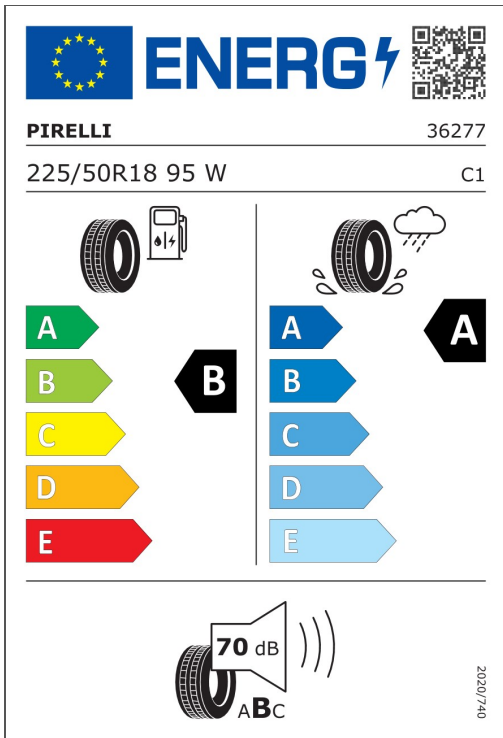 ENERG
PIRELLI 36277
225/50R18 95 W C1
A A A
B B B
C C
D D
E E
70 dB
ABC
2020/740